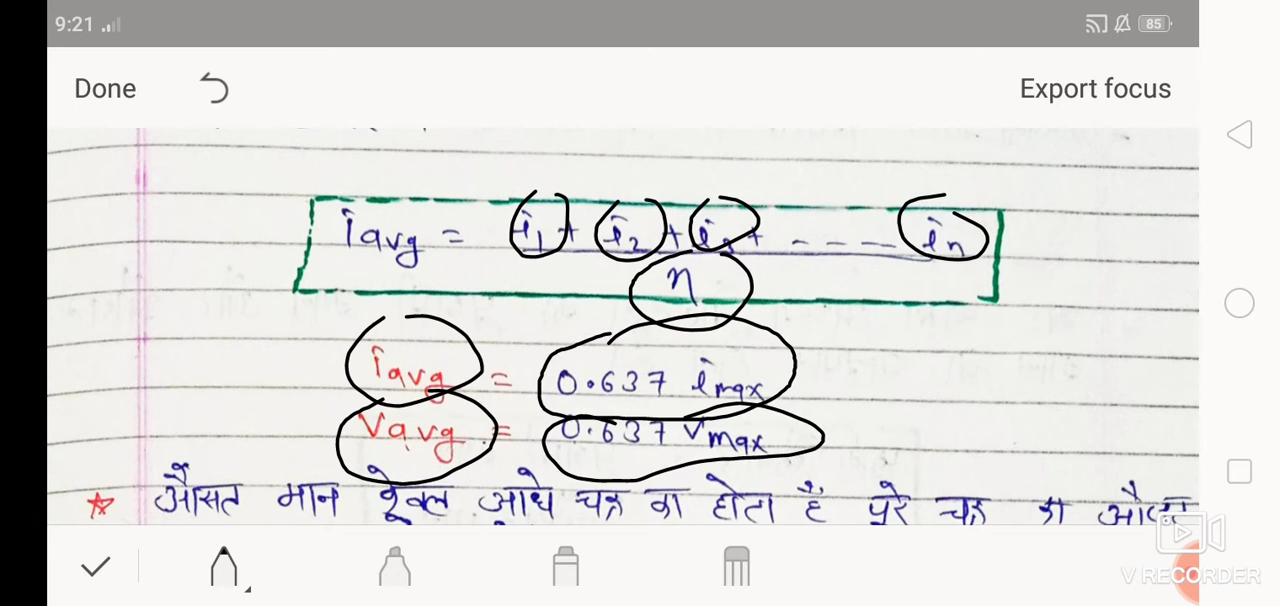 9:21
85
Done
Export focus
iavg = i1 + i2 + i3 + - - - - in
n
iavg = 0.637 imax
Vavg = 0.637 Vmax
औसत मान आधे चक्र का होता है पूरे चक्र का
V RECORDER